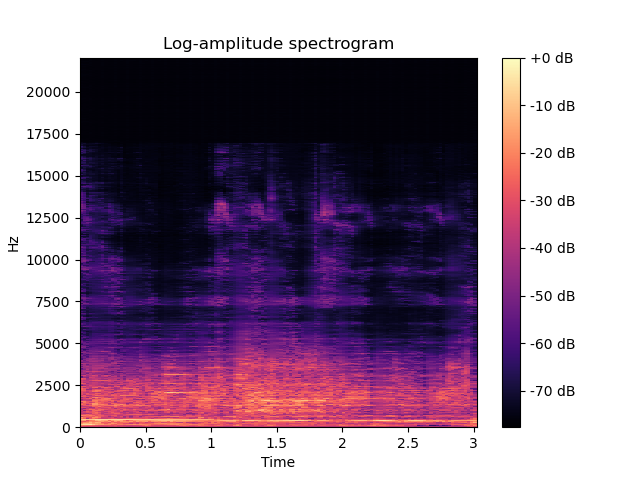 Log-amplitude spectrogram
Hz
20000
17500
15000
12500
10000
7500
5000
2500
0
0 0.5 1 1.5 2 2.5 3
Time
+0 dB
-10 dB
-20 dB
-30 dB
-40 dB
-50 dB
-60 dB
-70 dB